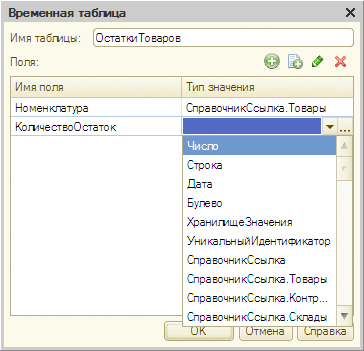 Временная таблица
Имя таблицы: ОстаткиТоваров
Поля:
Имя поля Тип значения
Номенклатура СправочникСсылка.Товары
КоличествоОстаток ...
Число
Строка
Дата
Булево
ХранилищеЗначения
УникальныйИдентификатор
СправочникСсылка
СправочникСсылка.Товары
СправочникСсылка.Контр...
СправочникСсылка.Склады
OK Отмена Справка